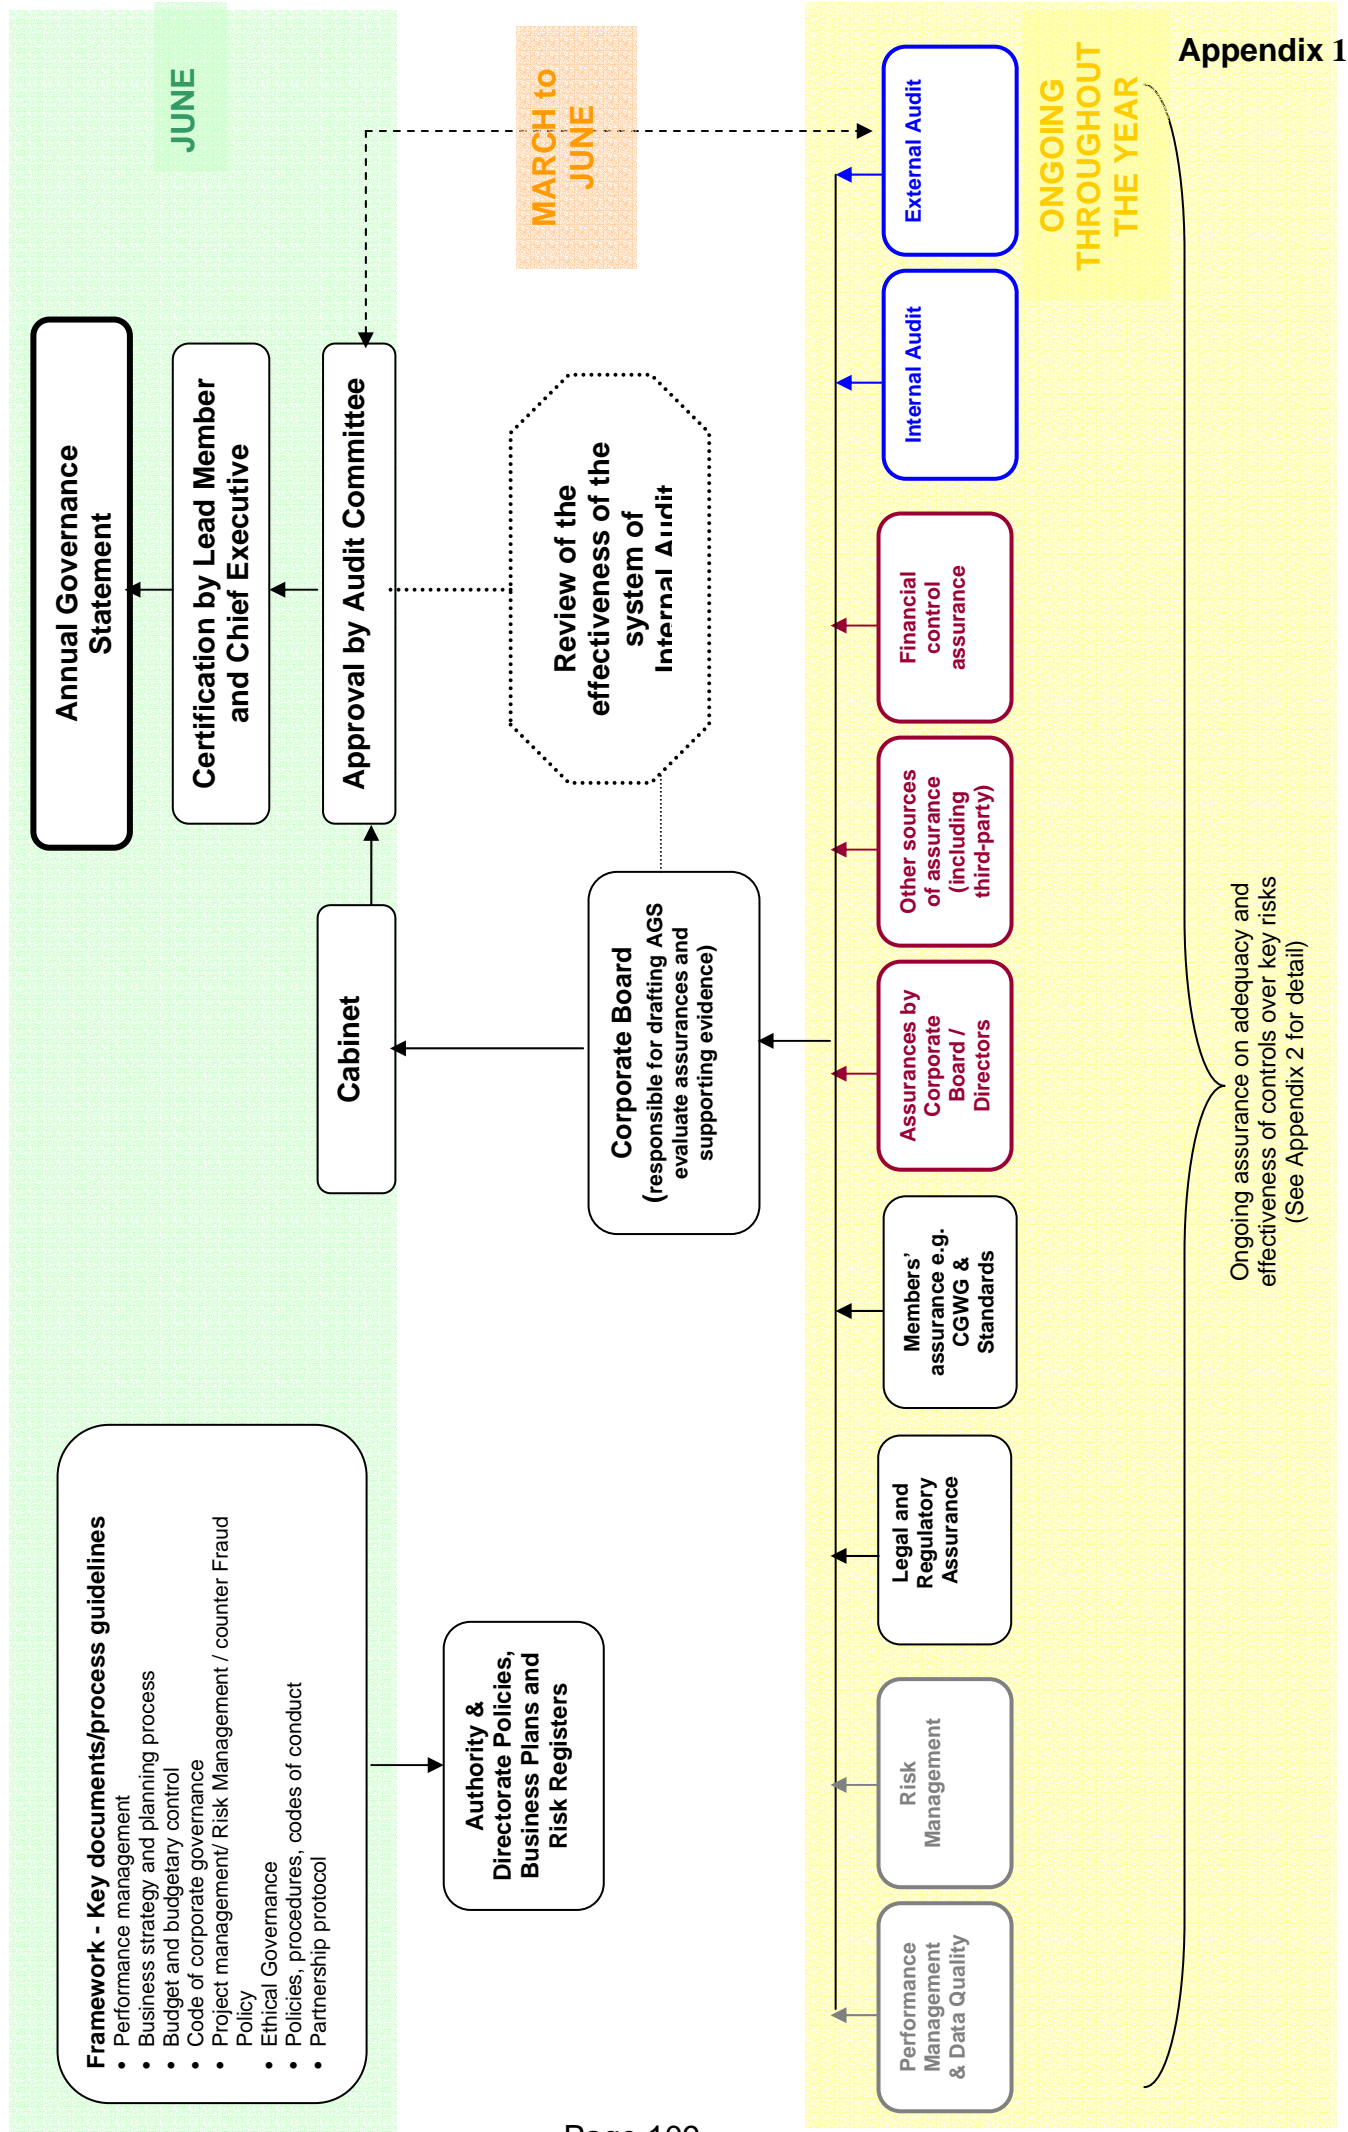 Appendix 1
JUNE
MARCH to
JUNE
ONGOING
THROUGHOUT
THE YEAR
Framework - Key documents/process guidelines
• Performance management
• Business strategy and planning process
• Budget and budgetary control
• Code of corporate governance
• Project management/ Risk Management / counter Fraud
Policy
• Ethical Governance
• Policies, procedures, codes of conduct
• Partnership protocol
Authority &
Directorate Policies,
Business Plans and
Risk Registers
Annual Governance
Statement
Certification by Lead Member
and Chief Executive
Approval by Audit Committee
Cabinet
Review of the
effectiveness of the
system of
Internal Audit
Corporate Board
(responsible for drafting AGS
evaluate assurances and
supporting evidence)
Performance
Management
& Data Quality
Risk
Management
Legal and
Regulatory
Assurance
Members’
assurance e.g.
CGWG &
Standards
Assurances by
Corporate
Board /
Directors
Other sources
of assurance
(including
third-party)
Financial
control
assurance
Internal Audit
External Audit
Ongoing assurance on adequacy and
effectiveness of controls over key risks
(See Appendix 2 for detail)
Page 109